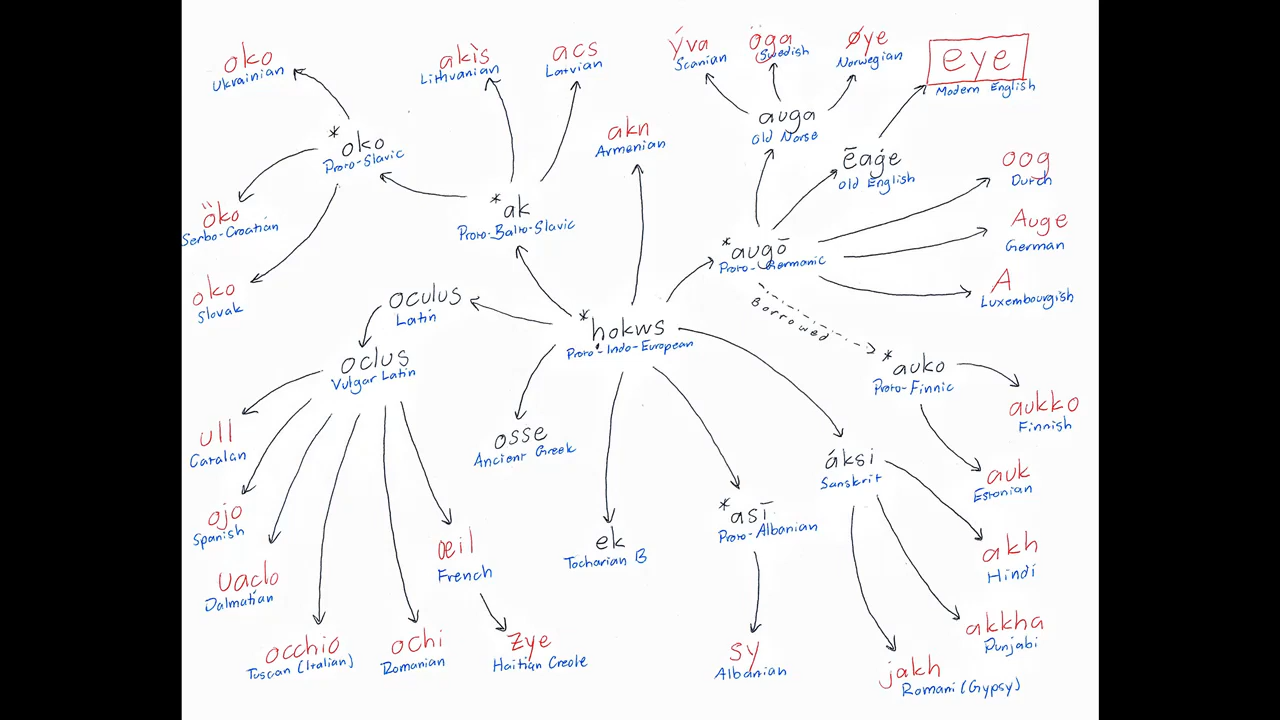 oko
Ukrainian
akìs
Lithuanian
acs
Latvian
ýva
Scanian
öga
Swedish
øye
Norwegian
eye
Modern English
*oko
Proto-Slavic
akn
Armenian
auga
Old Norse
ēaġe
Old English
oog
Dutch
ȍko
Serbo-Croatian
*ak
Proto-Balto-Slavic
*augō
Proto-Germanic
Auge
German
A
Luxembourgish
oko
Slovak
oculus
Latin
*hokws
Proto-Indo-European
Borrowed
oclus
Vulgar Latin
*auko
Proto-Finnic
aukko
Finnish
ull
Catalan
osse
Ancient Greek
áksi
Sanskrit
auk
Estonian
ojo
Spanish
*asī
Proto-Albanian
ek
Tocharian B
œil
French
akh
Hindi
uaclo
Dalmatian
occhio
Tuscan (Italian)
ochi
Romanian
zye
Haitian Creole
sy
Albanian
akkha
Punjabi
jakh
Romani (Gypsy)